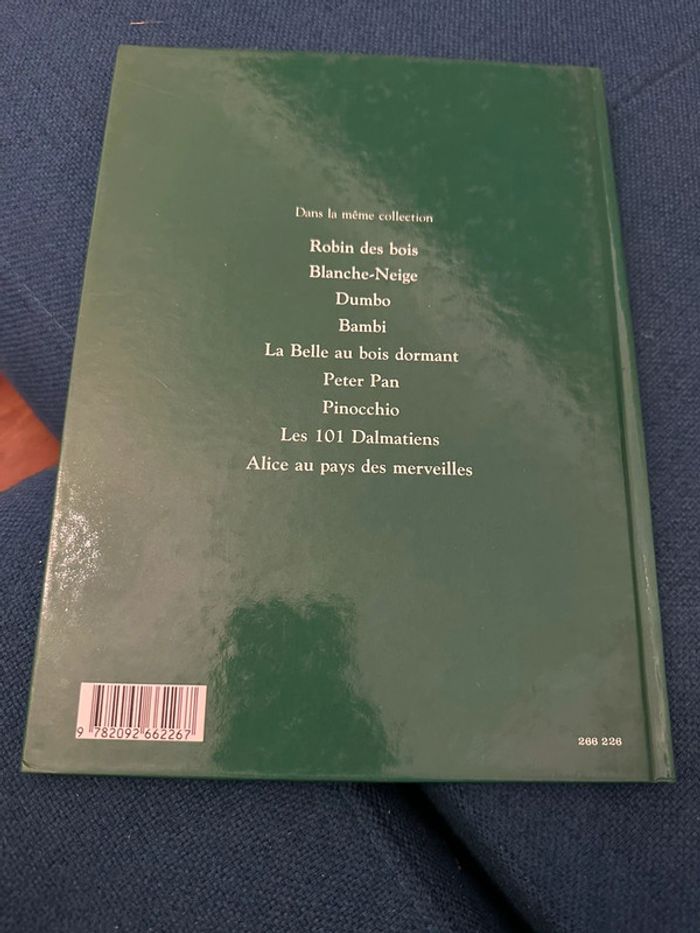 Dans la même collection
Robin des bois
Blanche-Neige
Dumbo
Bambi
La Belle au bois dormant
Peter Pan
Pinocchio
Les 101 Dalmatiens
Alice au pays des merveilles
9 782092 662267
266 226